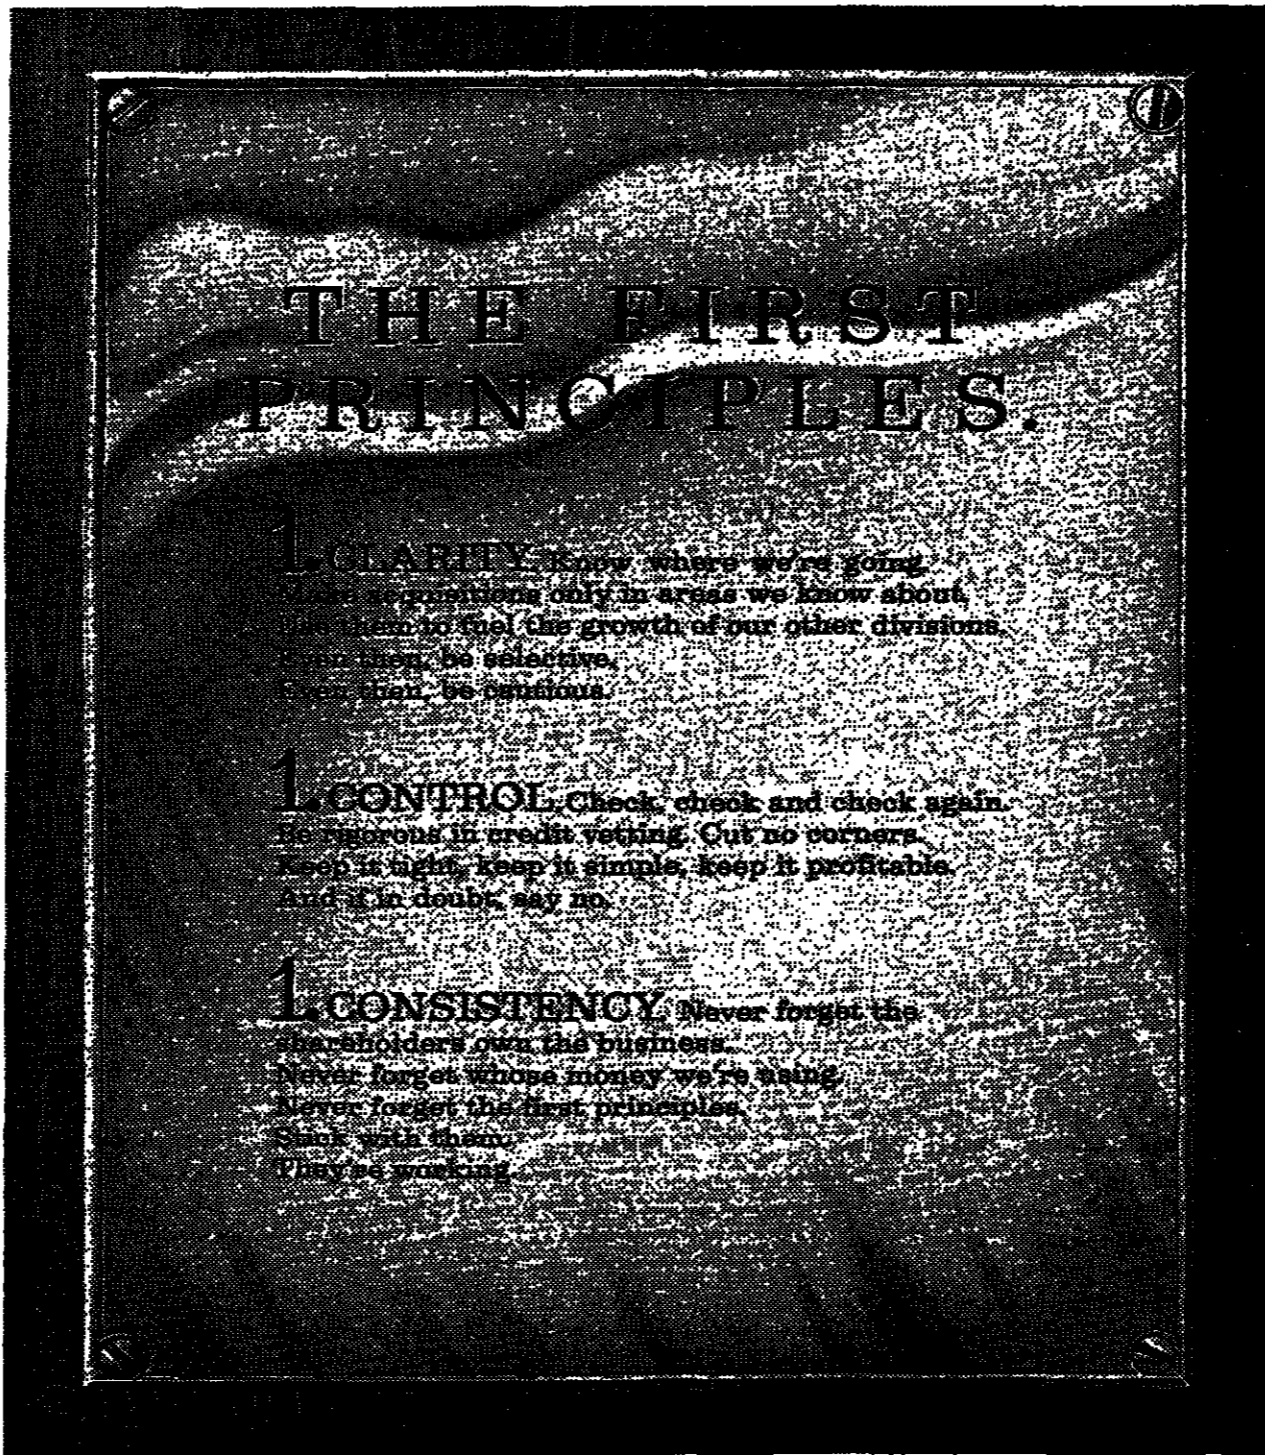 THE FIRST
PRINCIPLES.
1. CLARITY. Know where we're going.
Make acquisitions only in areas we know about.
Use them to fuel the growth of our other divisions.
Even then, be selective.
Even then, be cautious.
1. CONTROL. Check, check and check again.
Be rigorous in credit vetting. Cut no corners.
Keep it tight, keep it simple, keep it profitable.
And if in doubt, say no.
1. CONSISTENCY. Never forget the
shareholders own the business.
Never forget whose money we're using.
Never forget the first principles.
Stick with them.
They're working.